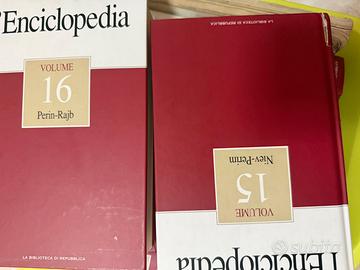 l'Enciclopedia
VOLUME
16
Perin-Rajb
LA BIBLIOTECA DI REPUBBLICA
LA BIBLIOTECA DI REPUBBLICA
l'Enciclopedia
VOLUME
15
Niev-Perim
subito